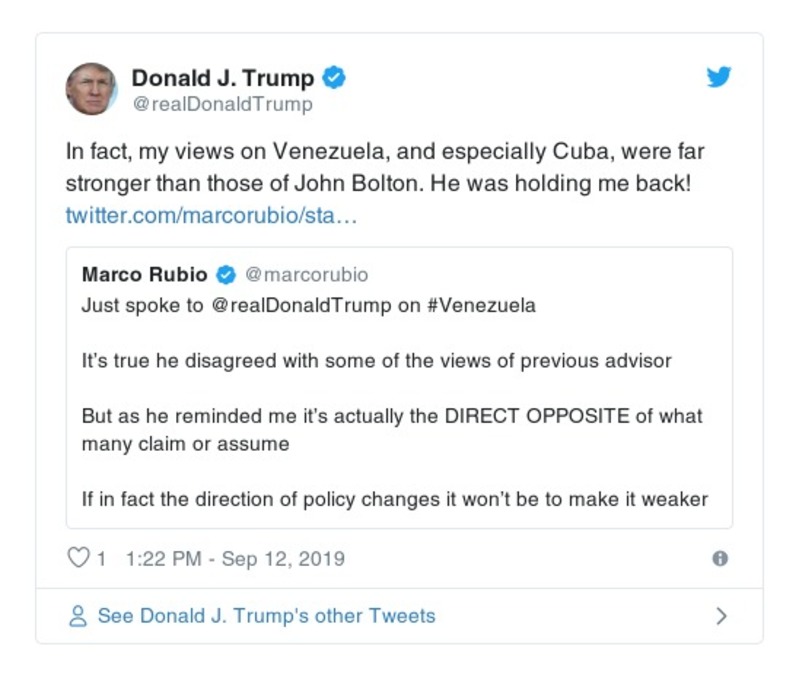 Donald J. Trump
@realDonaldTrump
In fact, my views on Venezuela, and especially Cuba, were far
stronger than those of John Bolton. He was holding me back!
twitter.com/marcorubio/sta…
Marco Rubio @marcorubio
Just spoke to @realDonaldTrump on #Venezuela
It’s true he disagreed with some of the views of previous advisor
But as he reminded me it’s actually the DIRECT OPPOSITE of what
many claim or assume
If in fact the direction of policy changes it won’t be to make it weaker
1 1:22 PM - Sep 12, 2019
See Donald J. Trump's other Tweets